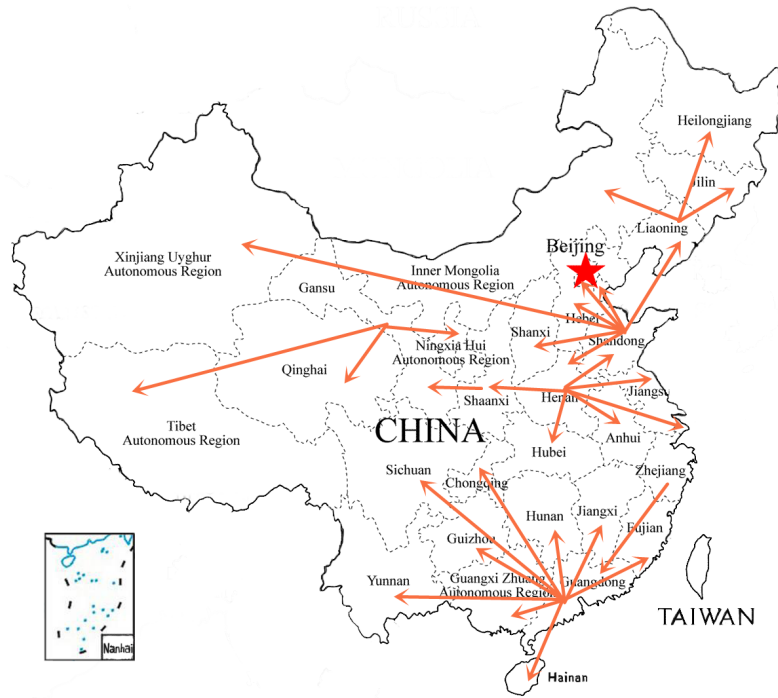 Heilongjiang
Jilin
Liaoning
Beijing
Xinjiang Uyghur
Autonomous Region
Inner Mongolia
Autonomous Region
Gansu
Hebei
Shanxi
Shandong
Ningxia Hui
Autonomous Region
Qinghai
Shaanxi
Henan
Jiangs
Tibet
Autonomous Region
CHINA
Anhui
Hubei
Sichuan
Chongqing
Zhejiang
Hunan
Jiangxi
Fujian
Guizhou
Yunnan
Guangxi Zhuang
Autonomous Region
Guangdong
TAIWAN
Nanhai
Hainan